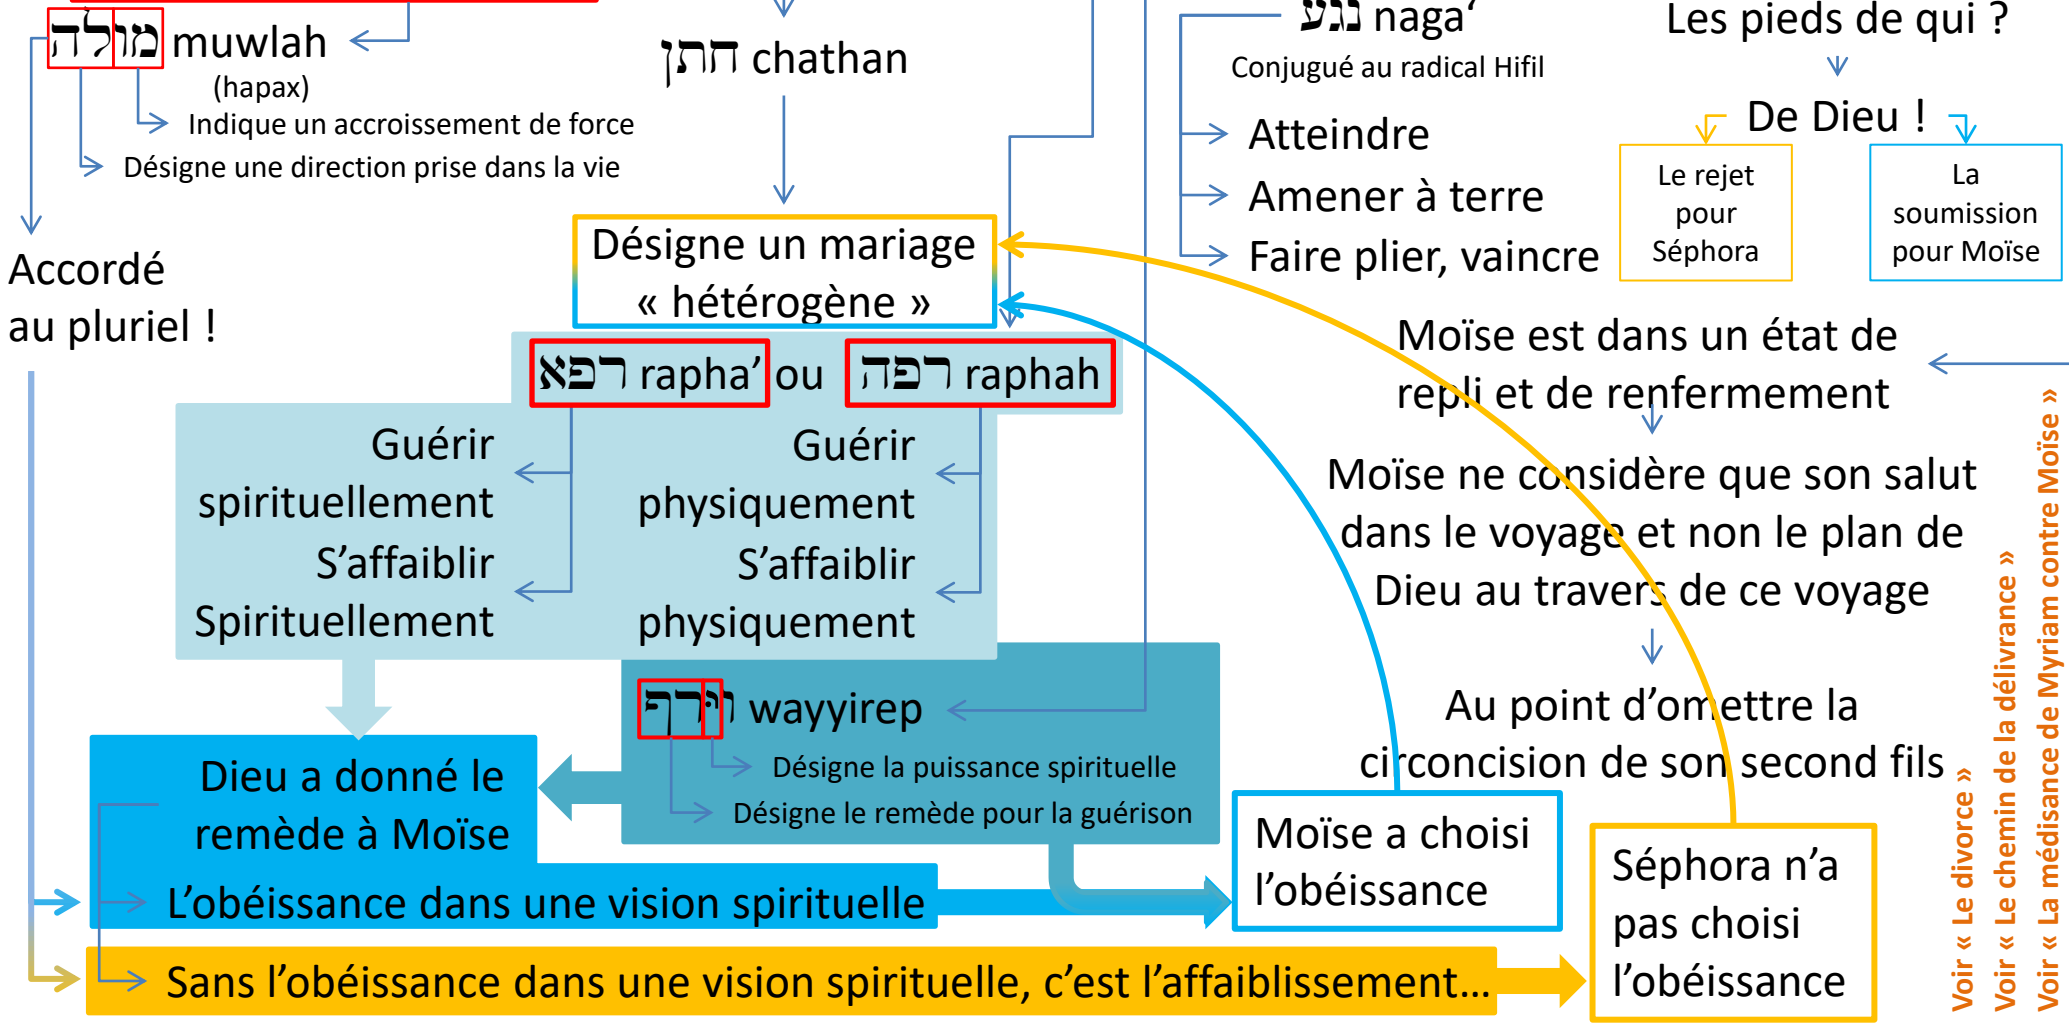 מולה muwlah
(hapax)
Indique un accroissement de force
Désigne une direction prise dans la vie
Accordé
au pluriel !
חתן chathan
Désigne un mariage
« hétérogène »
רפא rapha’ ou רפה raphah
Guérir
spirituellement
S’affaiblir
Spirituellement
Guérir
physiquement
S’affaiblir
physiquement
וירף wayyirep
Désigne la puissance spirituelle
Désigne le remède pour la guérison
Dieu a donné le
remède à Moïse
L’obéissance dans une vision spirituelle
Sans l’obéissance dans une vision spirituelle, c’est l’affaiblissement...
נגע naga‘
Conjugué au radical Hifil
Atteindre
Amener à terre
Faire plier, vaincre
Les pieds de qui ?
De Dieu !
Le rejet
pour
Séphora
La
soumission
pour Moïse
Moïse est dans un état de
repli et de renfermement
Moïse ne considère que son salut
dans le voyage et non le plan de
Dieu au travers de ce voyage
Au point d’omettre la
circoncision de son second fils
Moïse a choisi
l’obéissance
Séphora n’a
pas choisi
l’obéissance
Voir « Le divorce »
Voir « Le chemin de la délivrance »
Voir « La médisance de Myriam contre Moïse »